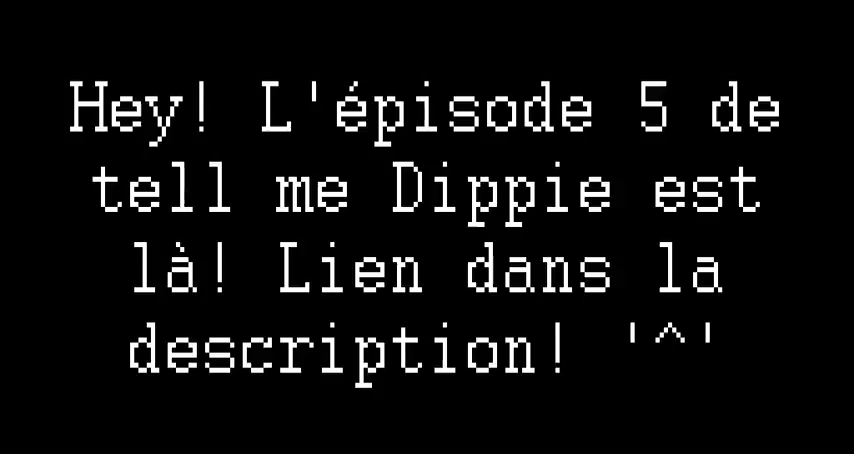 Hey! L'épisode 5 de
tell me Dippie est
là! Lien dans la
description! '^'